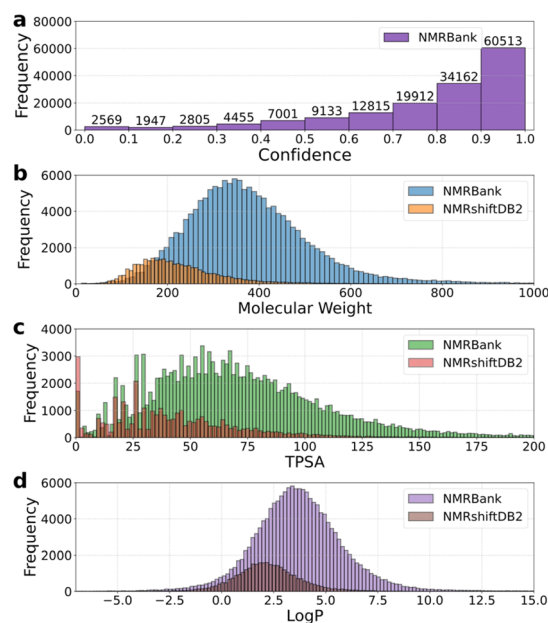 a
Frequency
80000
60000
40000
20000
0
NMRBank
2569 1947 2805 4455 7001 9133 12815 19912 34162 60513
0.0 0.1 0.2 0.3 0.4 0.5 0.6 0.7 0.8 0.9 1.0
Confidence
b
Frequency
6000
4000
2000
0
NMRBank
NMRshiftDB2
0 200 400 600 800 1000
Molecular Weight
c
Frequency
4000
3000
2000
1000
0
NMRBank
NMRshiftDB2
0 25 50 75 100 125 150 175 200
TPSA
d
Frequency
6000
4000
2000
0
NMRBank
NMRshiftDB2
−5.0 −2.5 0.0 2.5 5.0 7.5 10.0 12.5 15.0
LogP